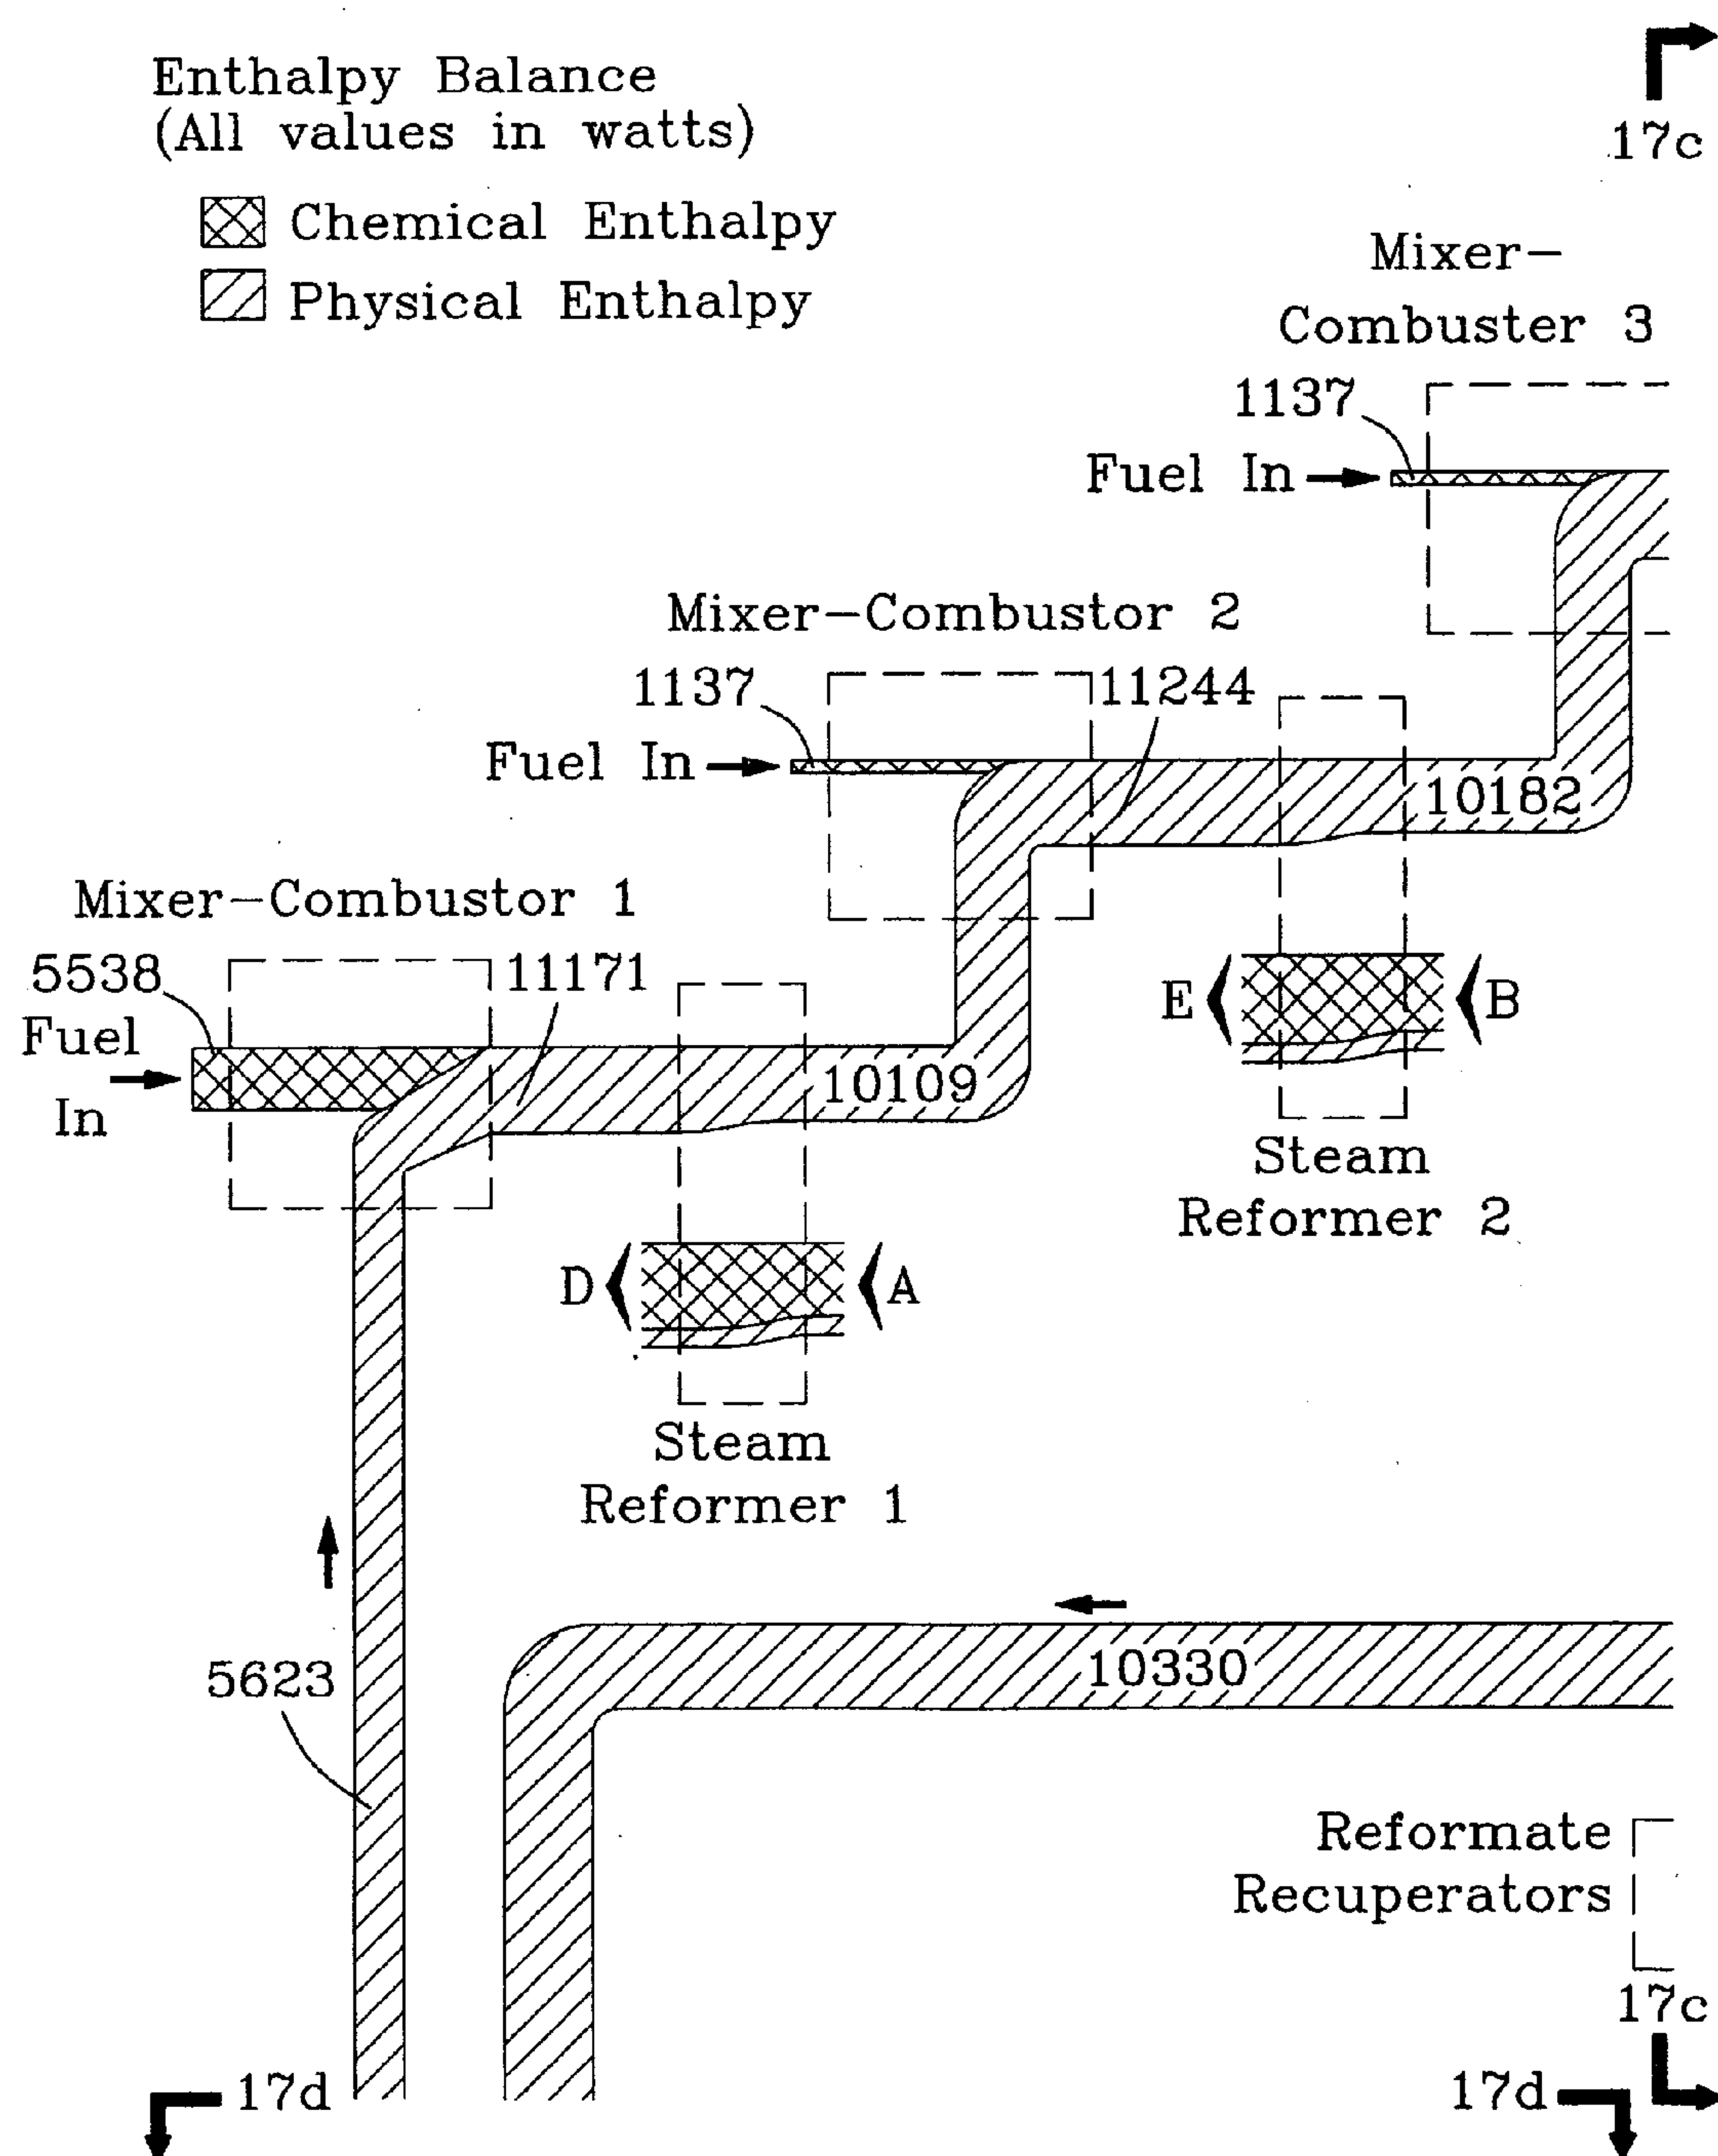 Enthalpy Balance
(All values in watts)
Chemical Enthalpy
Physical Enthalpy
17c
Mixer-
Combuster 3
1137
Fuel In
Mixer-Combustor 2
1137
11244
Fuel In
10182
Mixer-Combustor 1
5538
11171
Fuel
In
10109
E
B
Steam
Reformer 2
D
A
Steam
Reformer 1
5623
10330
Reformate
Recuperators
17c
17d
17d